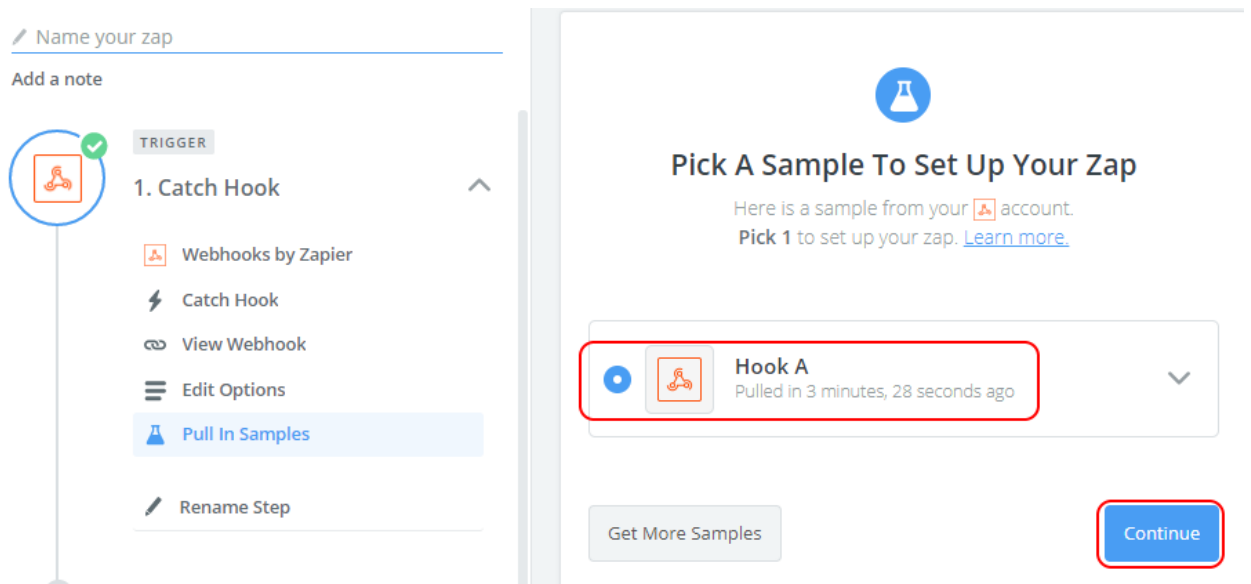 Name your zap
Add a note
TRIGGER
1. Catch Hook
Webhooks by Zapier
Catch Hook
View Webhook
Edit Options
Pull In Samples
Rename Step
Pick A Sample To Set Up Your Zap
Here is a sample from your account.
Pick 1 to set up your zap. Learn more.
Hook A
Pulled in 3 minutes, 28 seconds ago
Get More Samples
Continue